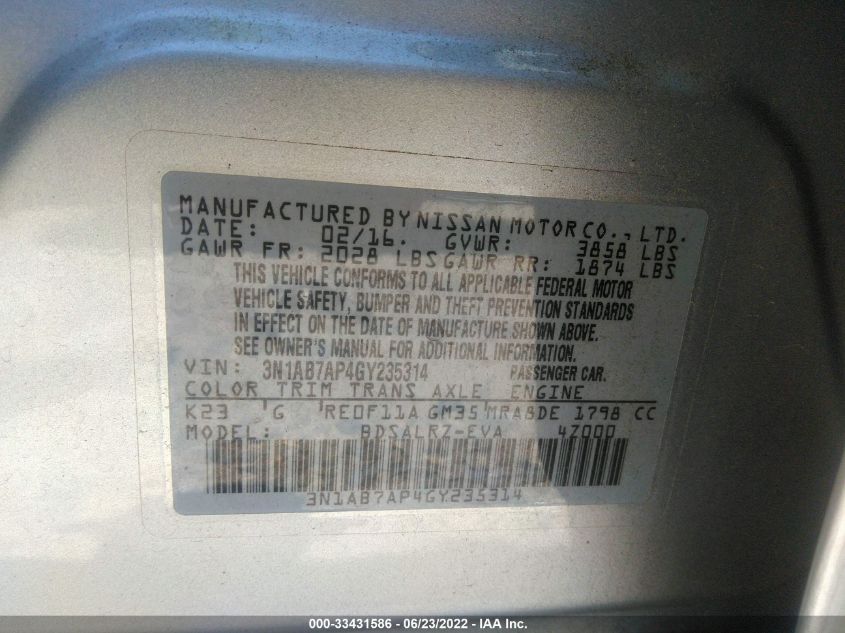 MANUFACTURED BY NISSAN MOTOR CO., LTD.
DATE: 02/16. GVWR: 3858 LBS
GAWR FR: 2028 LBS GAWR RR: 1874 LBS
THIS VEHICLE CONFORMS TO ALL APPLICABLE FEDERAL MOTOR
VEHICLE SAFETY, BUMPER AND THEFT PREVENTION STANDARDS
IN EFFECT ON THE DATE OF MANUFACTURE SHOWN ABOVE.
SEE OWNER'S MANUAL FOR ADDITIONAL INFORMATION.
VIN: 3N1AB7AP4GY235314 PASSENGER CAR.
COLOR TRIM TRANS AXLE ENGINE
K23 'G 'RE0F11A GM35 'MRA8DE 1798 CC
MODEL: BDSALRZ-EVA 4Z000
3N1AB7AP4GY235314
000-33431586 - 06/23/2022 - IAA Inc.